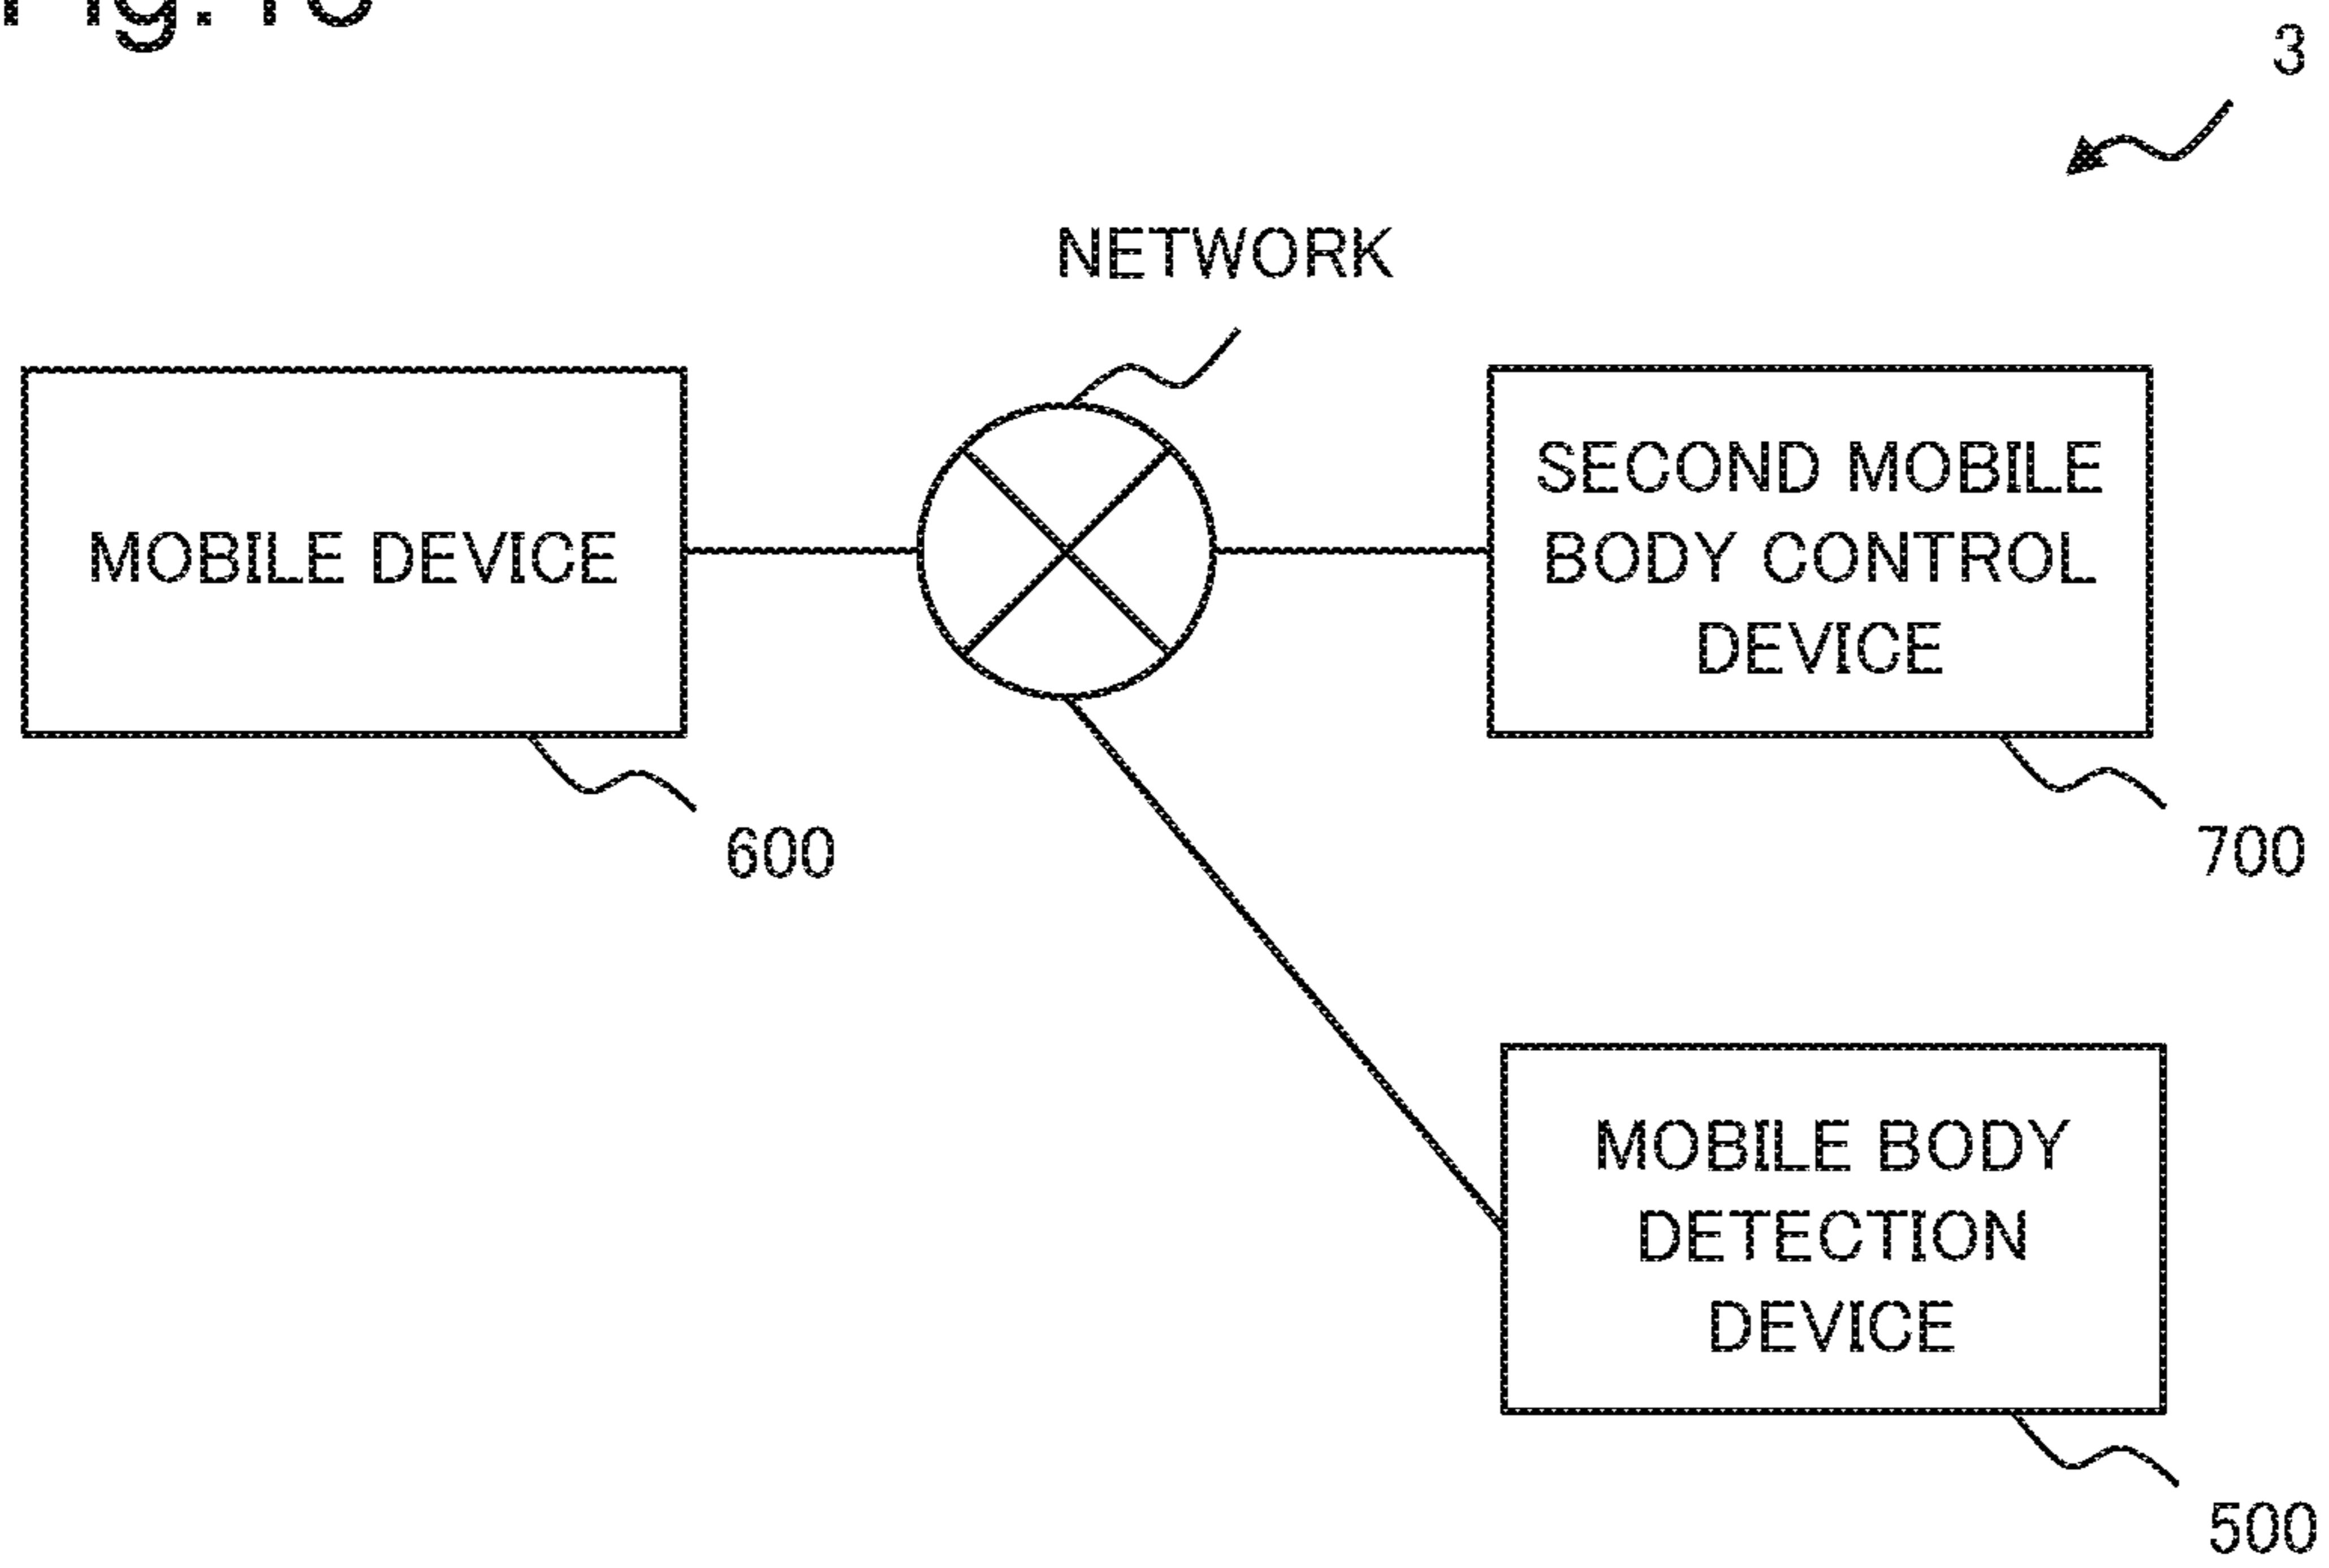 3
NETWORK
MOBILE DEVICE
SECOND MOBILE
BODY CONTROL
DEVICE
600
700
MOBILE BODY
DETECTION
DEVICE
500